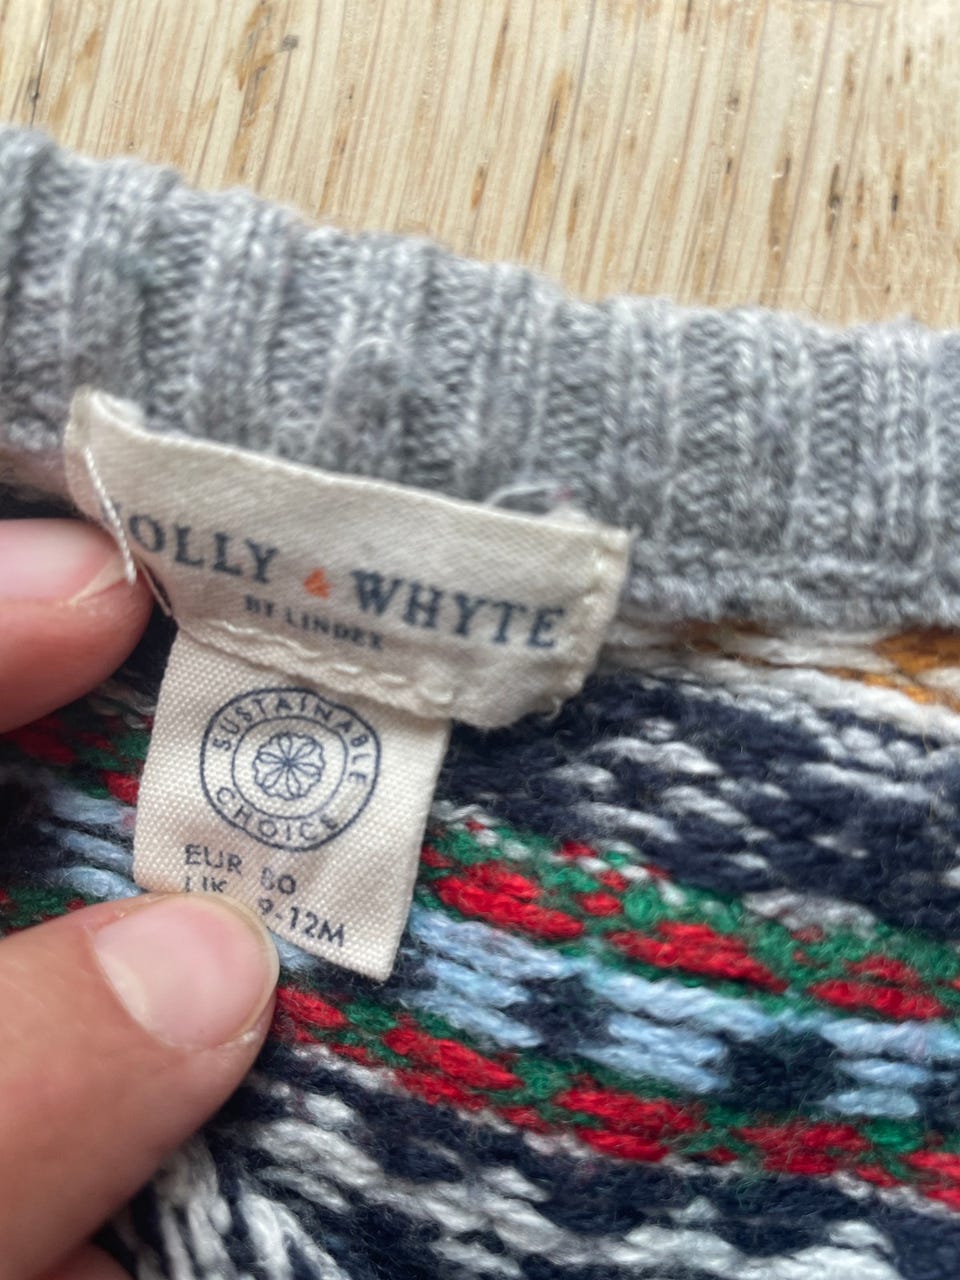 OLLY & WHYTE
BY LINDEX
SUSTAINABLE
CHOICE
EUR 80
UK 9-12M